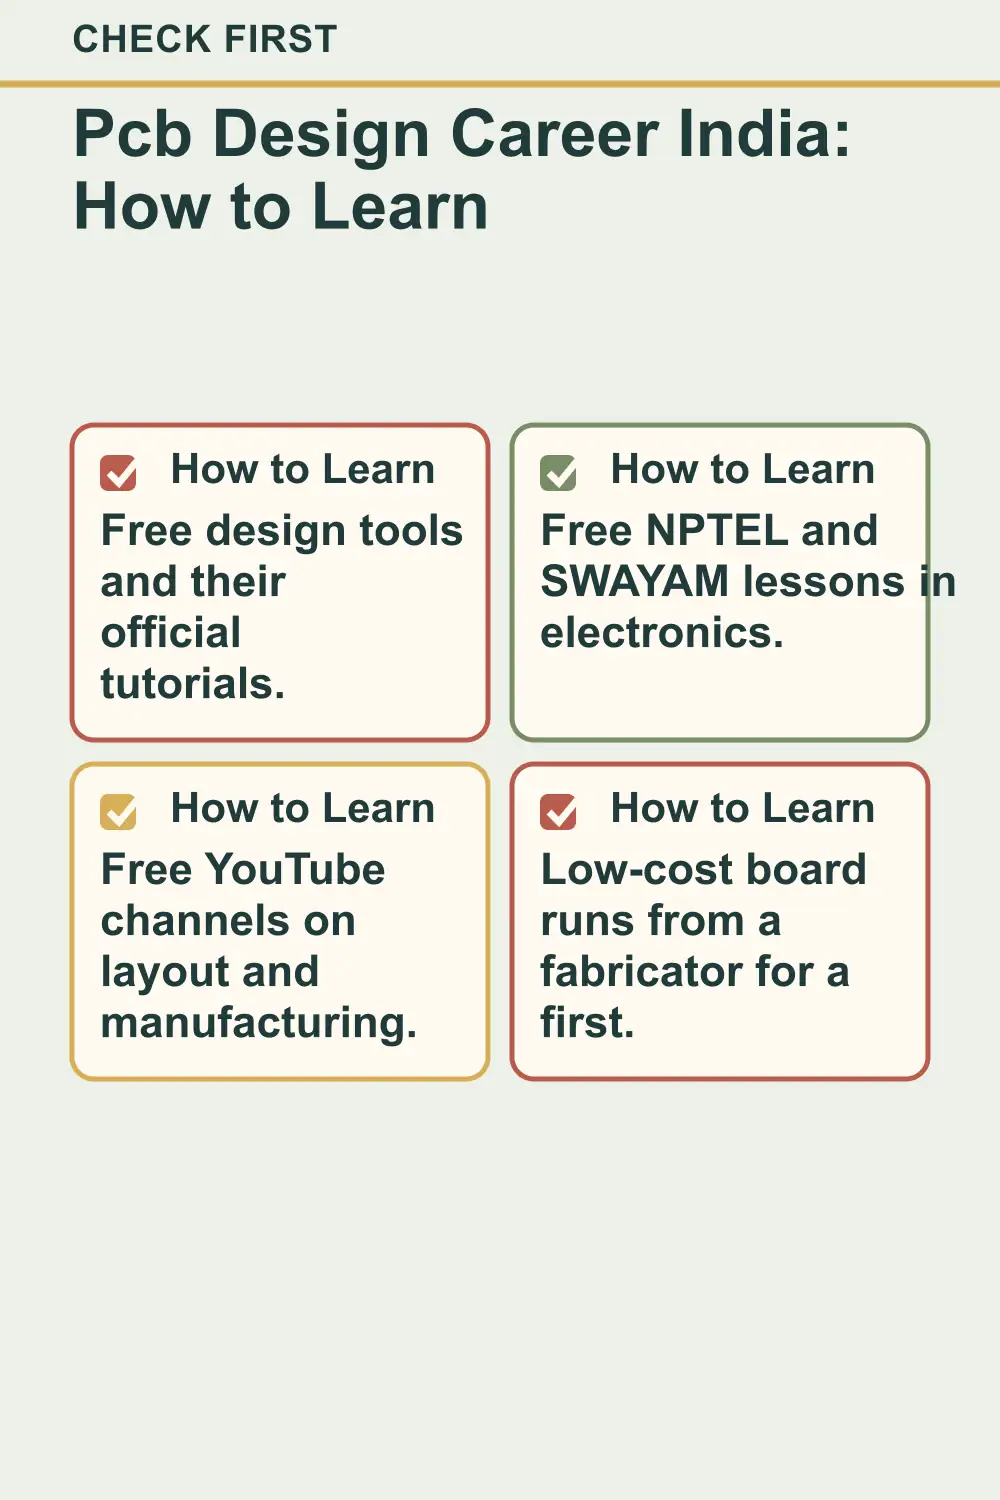 CHECK FIRST
Pcb Design Career India:
How to Learn
How to Learn
Free design tools
and their
official
tutorials.
How to Learn
Free NPTEL and
SWAYAM lessons in
electronics.
How to Learn
Free YouTube
channels on
layout and
manufacturing.
How to Learn
Low-cost board
runs from a
fabricator for a
first.